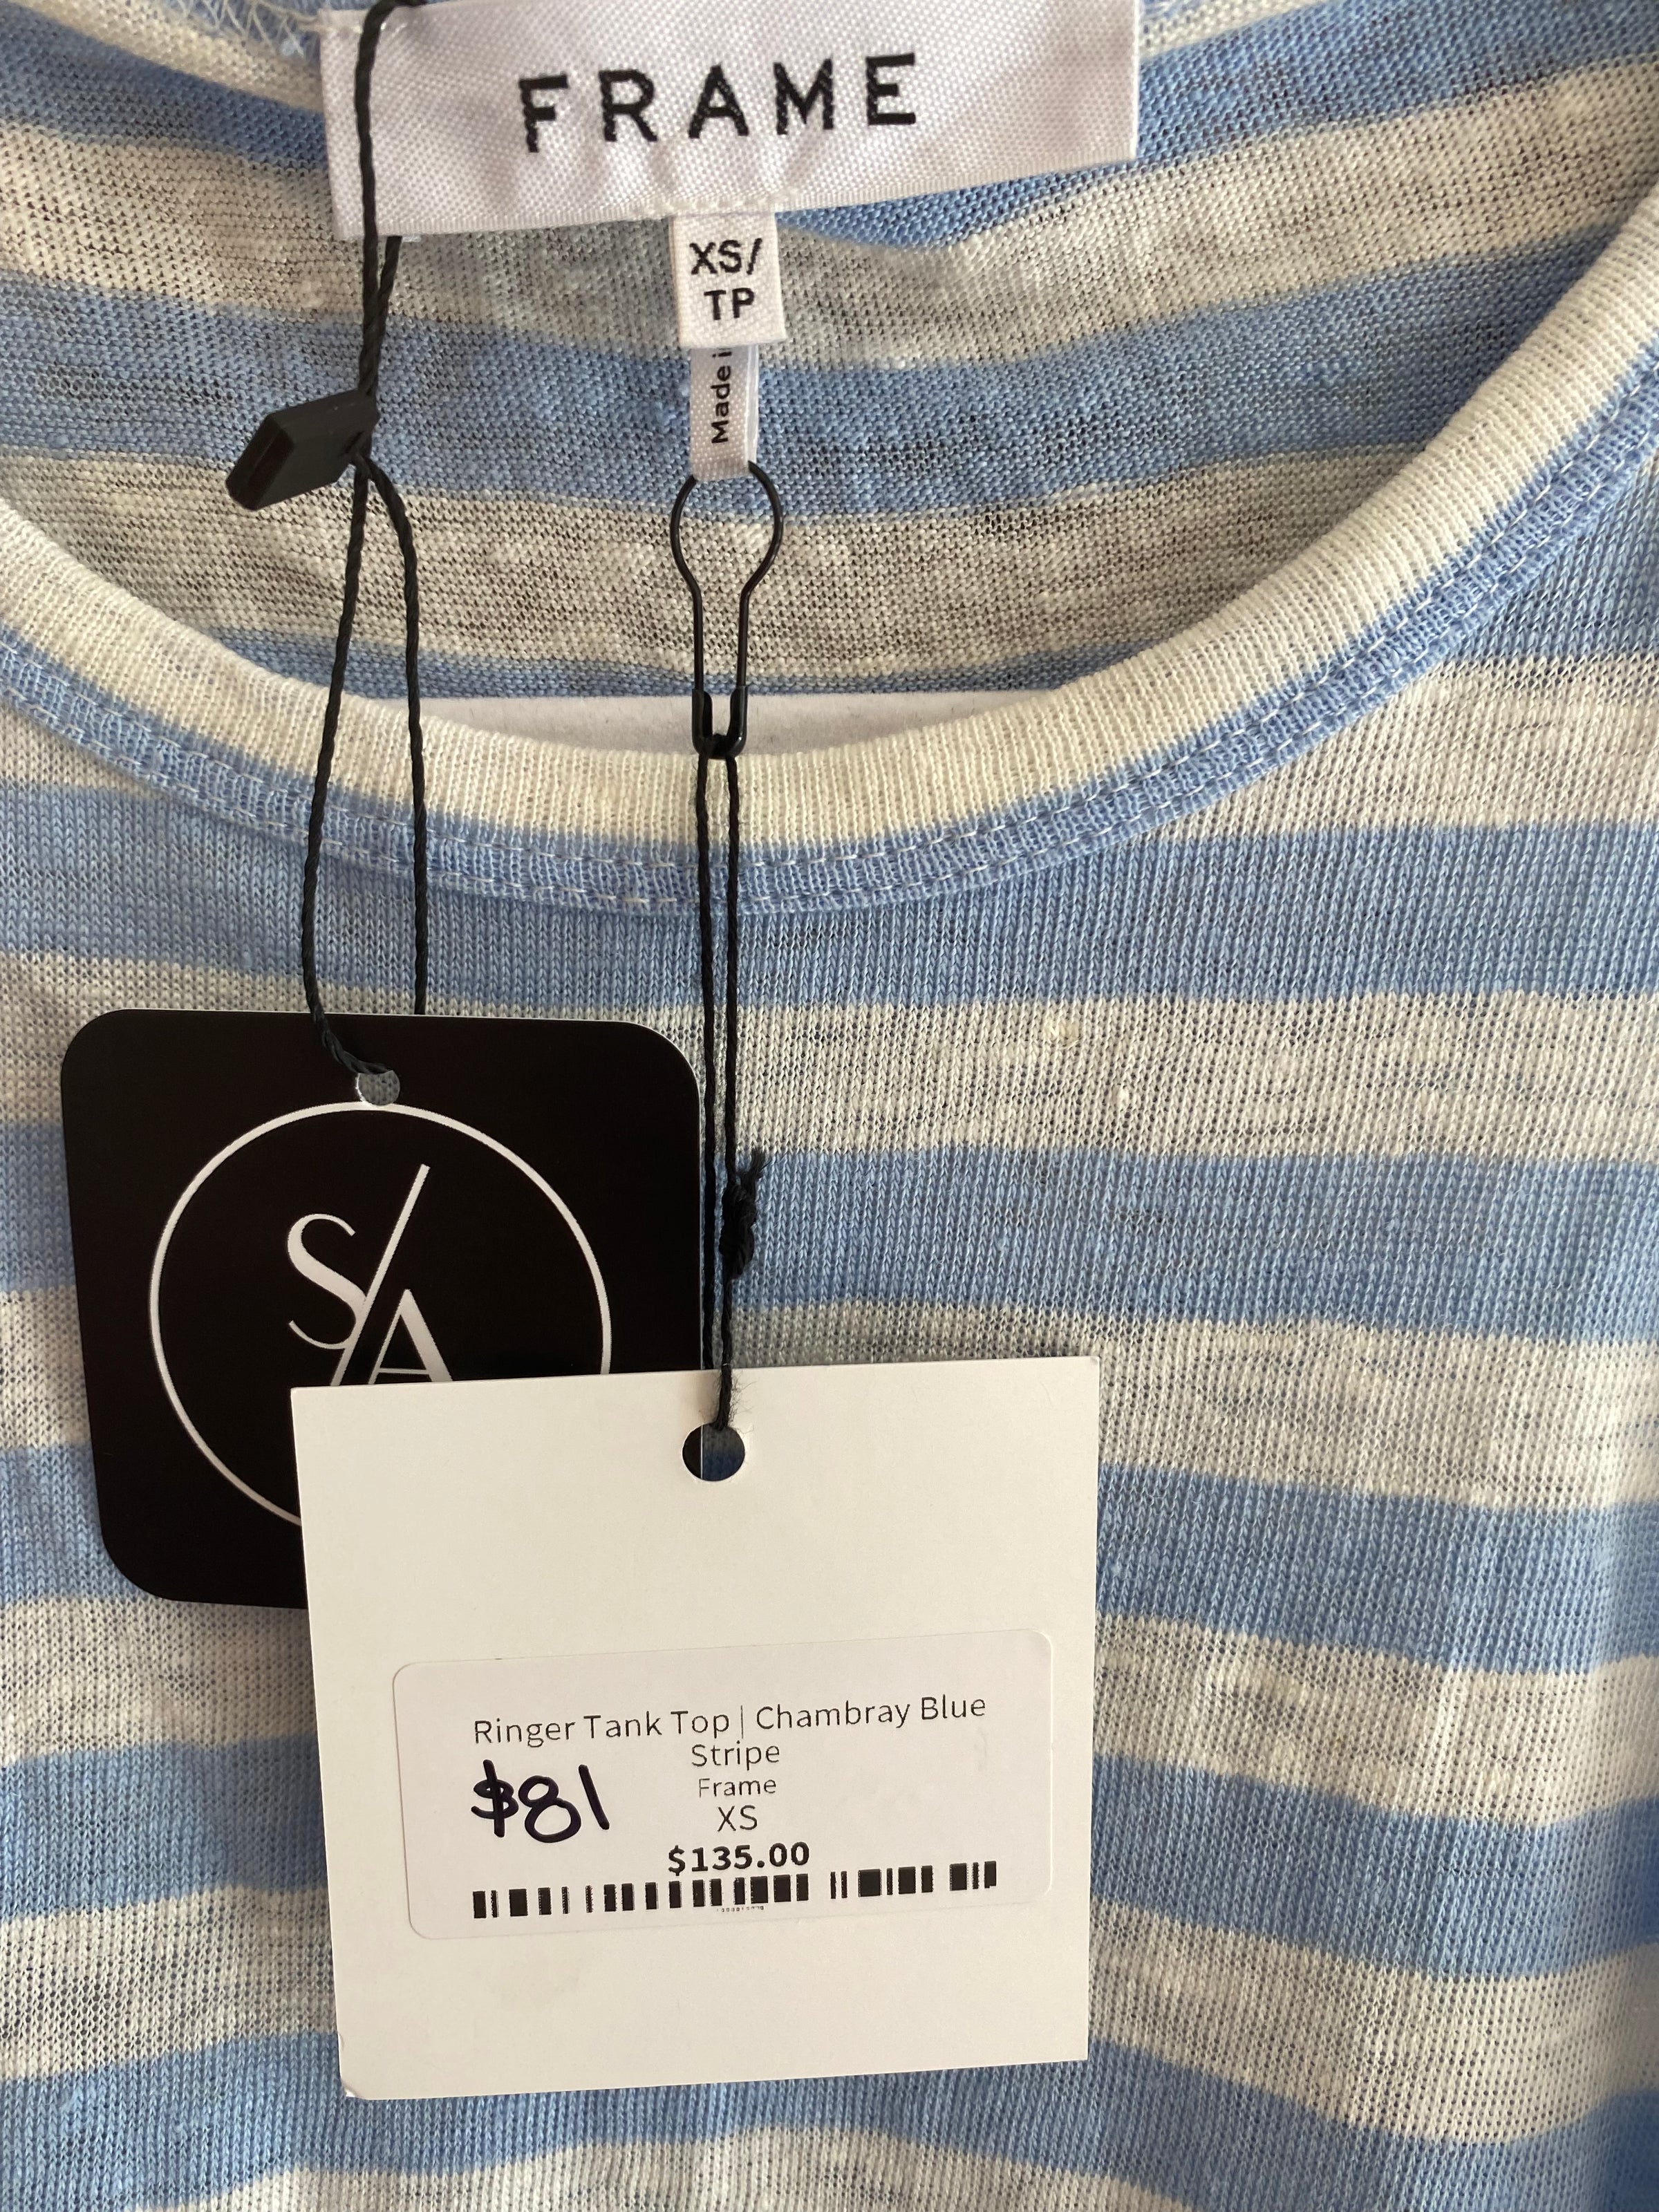 FRAME
XS/
TP
Made i
S/A
Ringer Tank Top | Chambray Blue
Stripe
Frame
XS
$81
$135.00